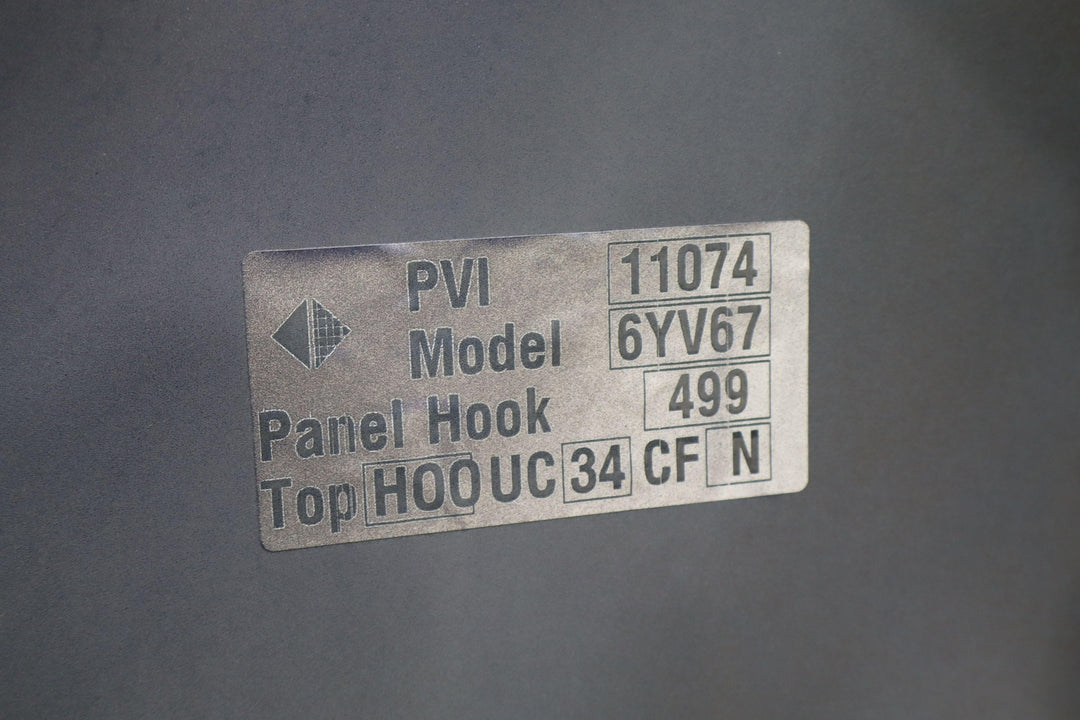 PVI 11074
Model 6YV67
Panel Hook 499
Top HOO UC 34 CF N